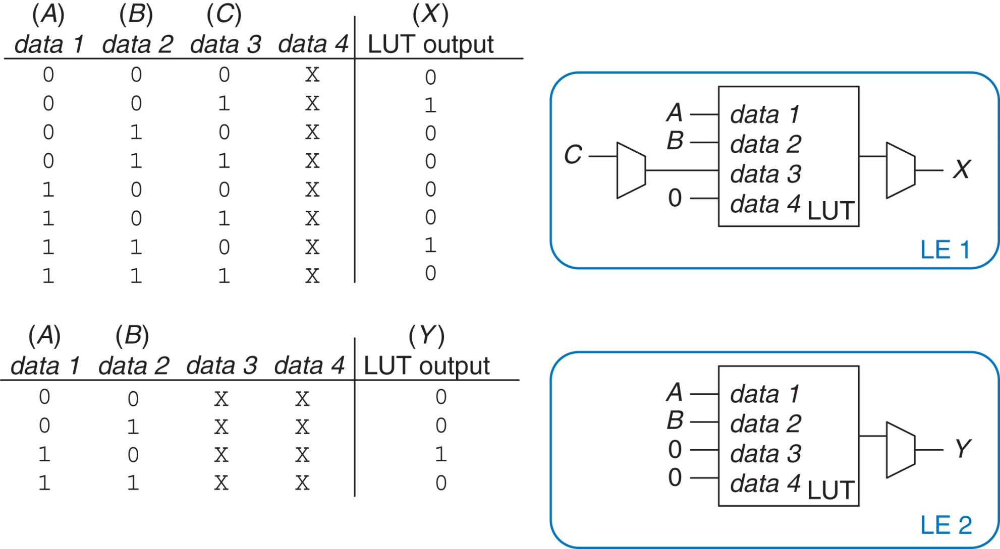 (A) (B) (C) (X)
data 1 data 2 data 3 data 4 LUT output
0 0 0 X 0
0 0 1 X 1
0 1 0 X 0
0 1 1 X 0
1 0 0 X 0
1 0 1 X 0
1 1 0 X 1
1 1 1 X 0
A data 1
B data 2
C data 3 X
0 data 4 LUT
LE 1
(A) (B) (Y)
data 1 data 2 data 3 data 4 LUT output
0 0 X X 0
0 1 X X 0
1 0 X X 1
1 1 X X 0
A data 1
B data 2
0 data 3 Y
0 data 4 LUT
LE 2